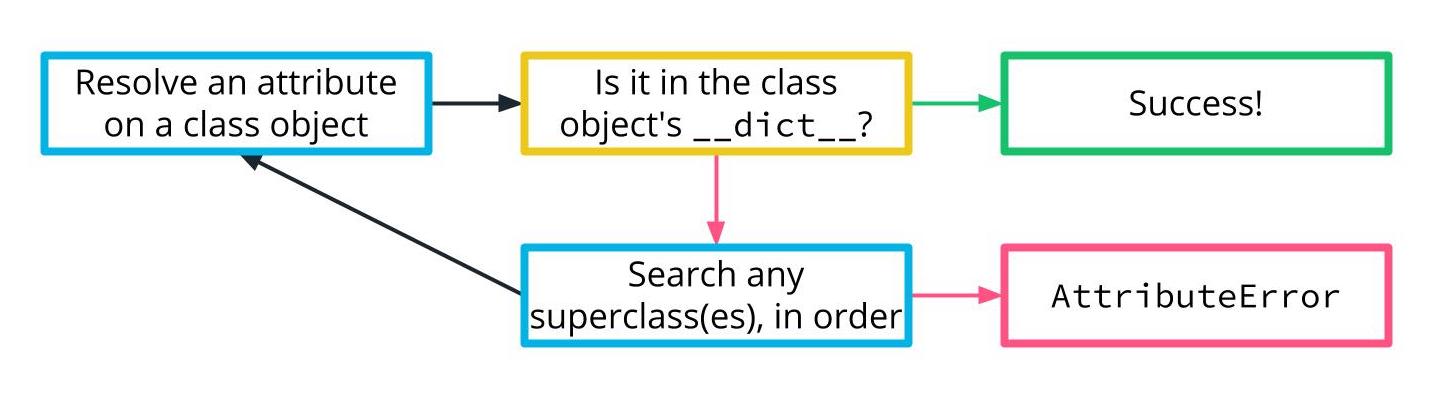 Resolve an attribute
on a class object
Is it in the class
object's __dict__?
Success!
Search any
superclass(es), in order
AttributeError